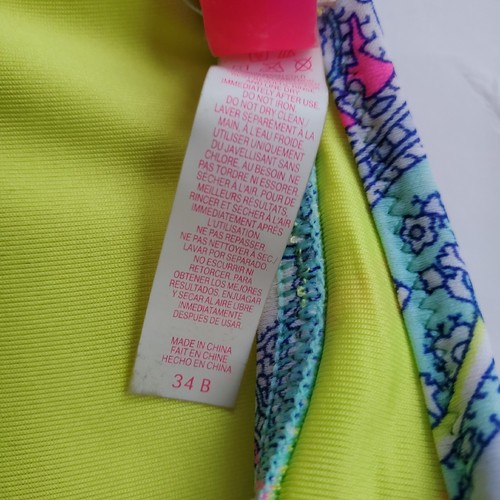 IMMEDIATELY AFTER USE.
DO NOT IRON.
DO NOT DRY CLEAN
LAVER SEPARÉMENT À LA
MAIN, À L'EAU FROIDE.
UTILISER UNIQUEMENT
DU JAVELLISANT SANS
CHLORE, AU BESOIN. NE
PAS TORDRE NI ESSORER
SÉCHER À L'AIR. POUR DE
MEILLEURS RÉSULTATS,
RINCER ET SÉCHER À L'AIR
IMMÉDIATEMENT APRÈS
L'UTILISATION
NE PAS REPASSER.
NE PAS NETTOYER À SEC
LAVAR POR SEPARADO.
NO ESCURRIR NI
RETORCER. PARA
OBTENER LOS MEJORES
RESULTADOS, ENJUAGAR
Y SECAR AL AIRE LIBRE
INMEDIATAMENTE
DESPUÉS DE USAR.
MADE IN CHINA
FAIT EN CHINE
HECHO EN CHINA
34 B